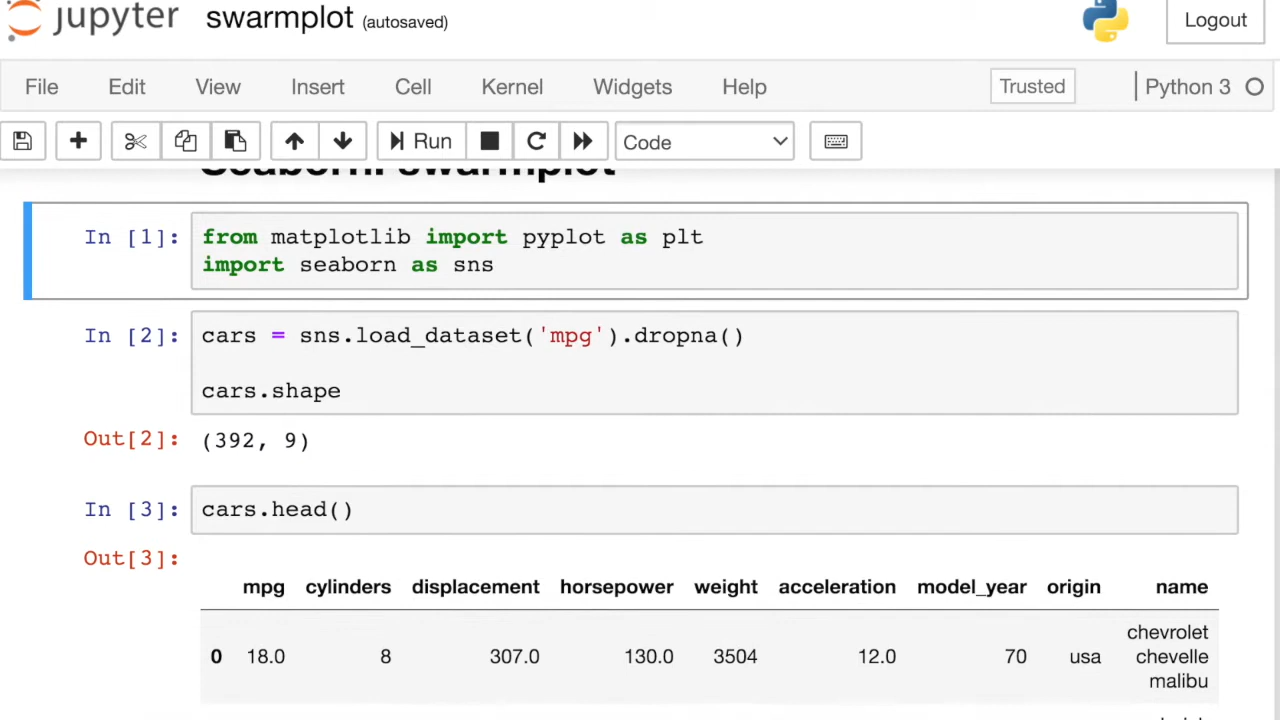 jupyter swarmplot (autosaved) Logout
File Edit View Insert Cell Kernel Widgets Help Trusted Python 3
Run Code
Seaborn: swarmplot
In [1]: from matplotlib import pyplot as plt
import seaborn as sns
In [2]: cars = sns.load_dataset('mpg').dropna()
cars.shape
Out[2]: (392, 9)
In [3]: cars.head()
Out[3]:
mpg cylinders displacement horsepower weight acceleration model_year origin name
0 18.0 8 307.0 130.0 3504 12.0 70 usa chevrolet
chevelle
malibu